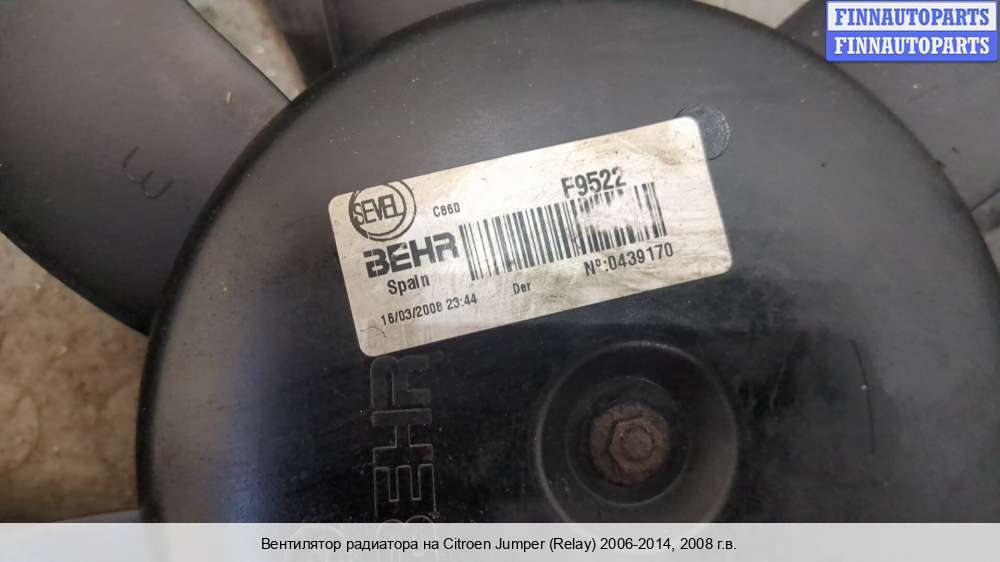 FINNAUTOPARTS
FINNAUTOPARTS
SEVEL
C860
F9522
BEHR
Spain
Nº:0439170
16/03/2008 23:44
Der
BEHR
Вентилятор радиатора на Citroen Jumper (Relay) 2006-2014, 2008 г.в.